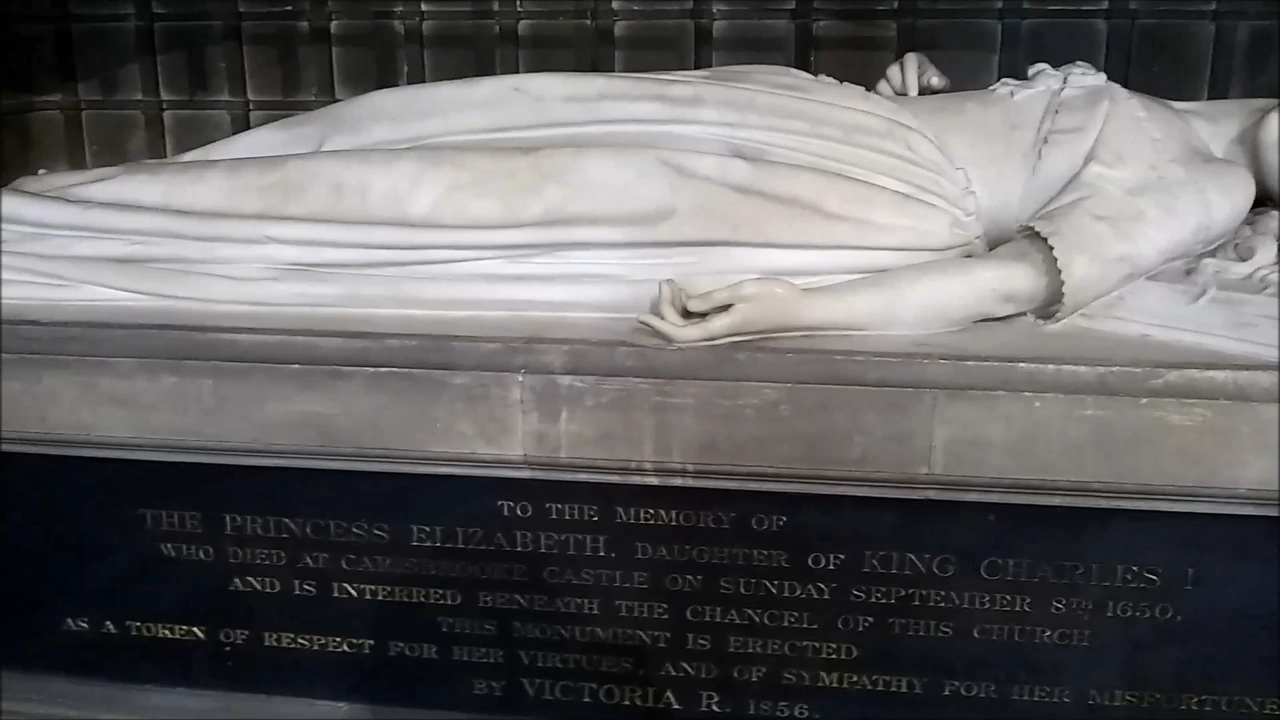 TO THE MEMORY OF
THE PRINCESS ELIZABETH, DAUGHTER OF KING CHARLES I
WHO DIED AT CARISBROOKE CASTLE ON SUNDAY SEPTEMBER 8TH 1650,
AND IS INTERRED BENEATH THE CHANCEL OF THIS CHURCH
THIS MONUMENT IS ERECTED
AS A TOKEN OF RESPECT FOR HER VIRTUES, AND OF SYMPATHY FOR HER MISFORTUNE
BY VICTORIA R. 1856.